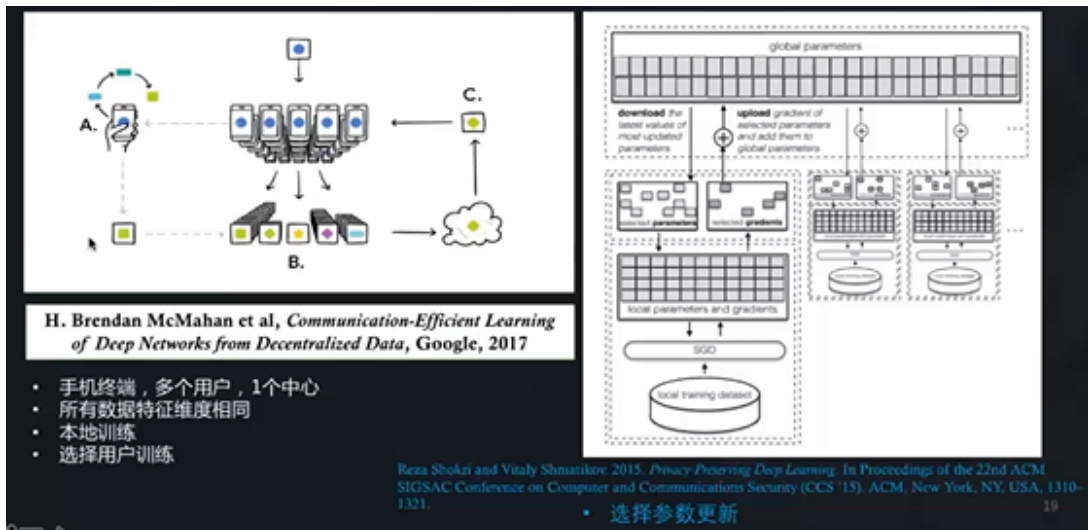 A.
B.
C.
H. Brendan McMahan et al, Communication-Efficient Learning
of Deep Networks from Decentralized Data, Google, 2017
• 手机终端，多个用户，1个中心
• 所有数据特征维度相同
• 本地训练
• 选择用户训练
global parameters
download the
latest values of
most-updated
parameters
upload gradient of
selected parameters
and add them to
global parameters
...
selected parameters
selected gradients
...
local parameters and gradients
SGD
local training dataset
Reza Shokri and Vitaly Shmatikov. 2015. Privacy-Preserving Deep Learning. In Proceedings of the 22nd ACM
SIGSAC Conference on Computer and Communications Security (CCS '15). ACM, New York, NY, USA, 1310–
1321.
• 选择参数更新
19